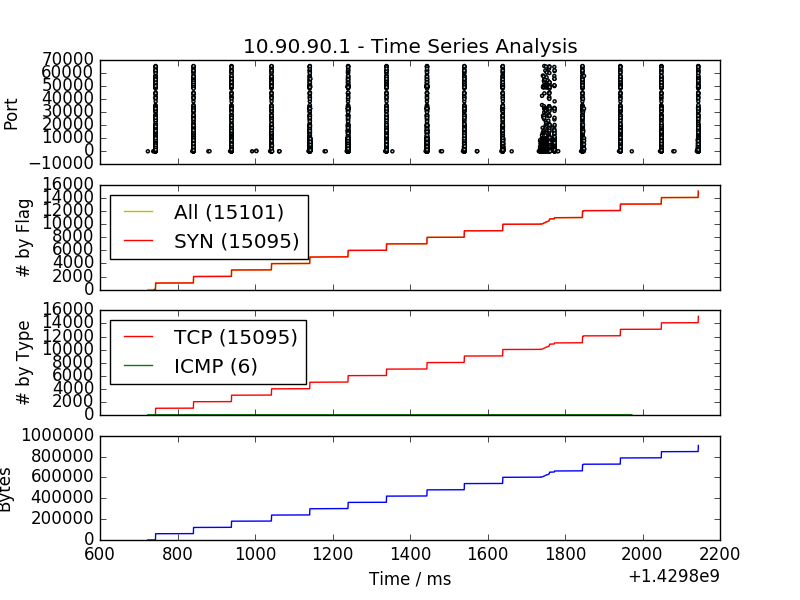 10.90.90.1 - Time Series Analysis
70000
60000
50000
40000
30000
20000
10000
0
−10000
Port
16000
14000
12000
10000
8000
6000
4000
2000
0
# by Flag
All (15101)
SYN (15095)
16000
14000
12000
10000
8000
6000
4000
2000
0
# by Type
TCP (15095)
ICMP (6)
1000000
800000
600000
400000
200000
0
Bytes
600 800 1000 1200 1400 1600 1800 2000 2200
Time / ms
+1.4298e9